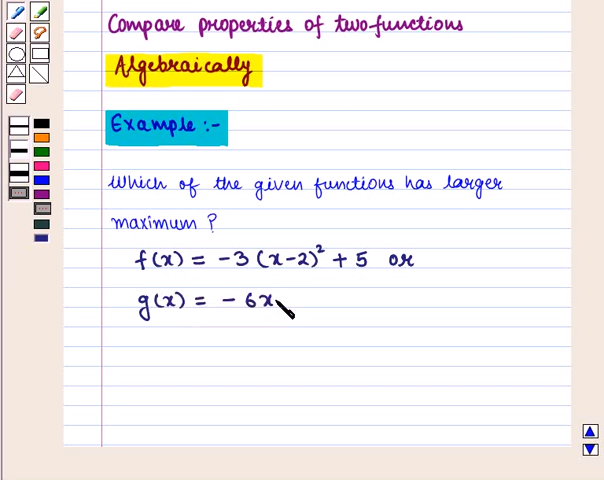 Compare properties of two functions
Algebraically
Example :-
Which of the given functions has larger
maximum ?
f(x) = -3 (x-2)² + 5 or
g(x) = - 6x